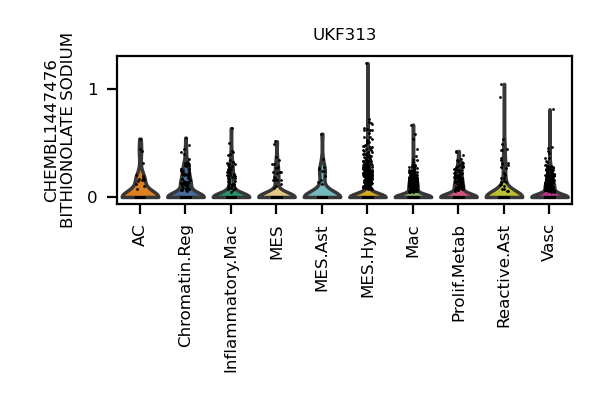 UKF313
CHEMBL1447476
BITHIONOLATE SODIUM
1
0
AC
Chromatin.Reg
Inflammatory.Mac
MES
MES.Ast
MES.Hyp
Mac
Prolif.Metab
Reactive.Ast
Vasc